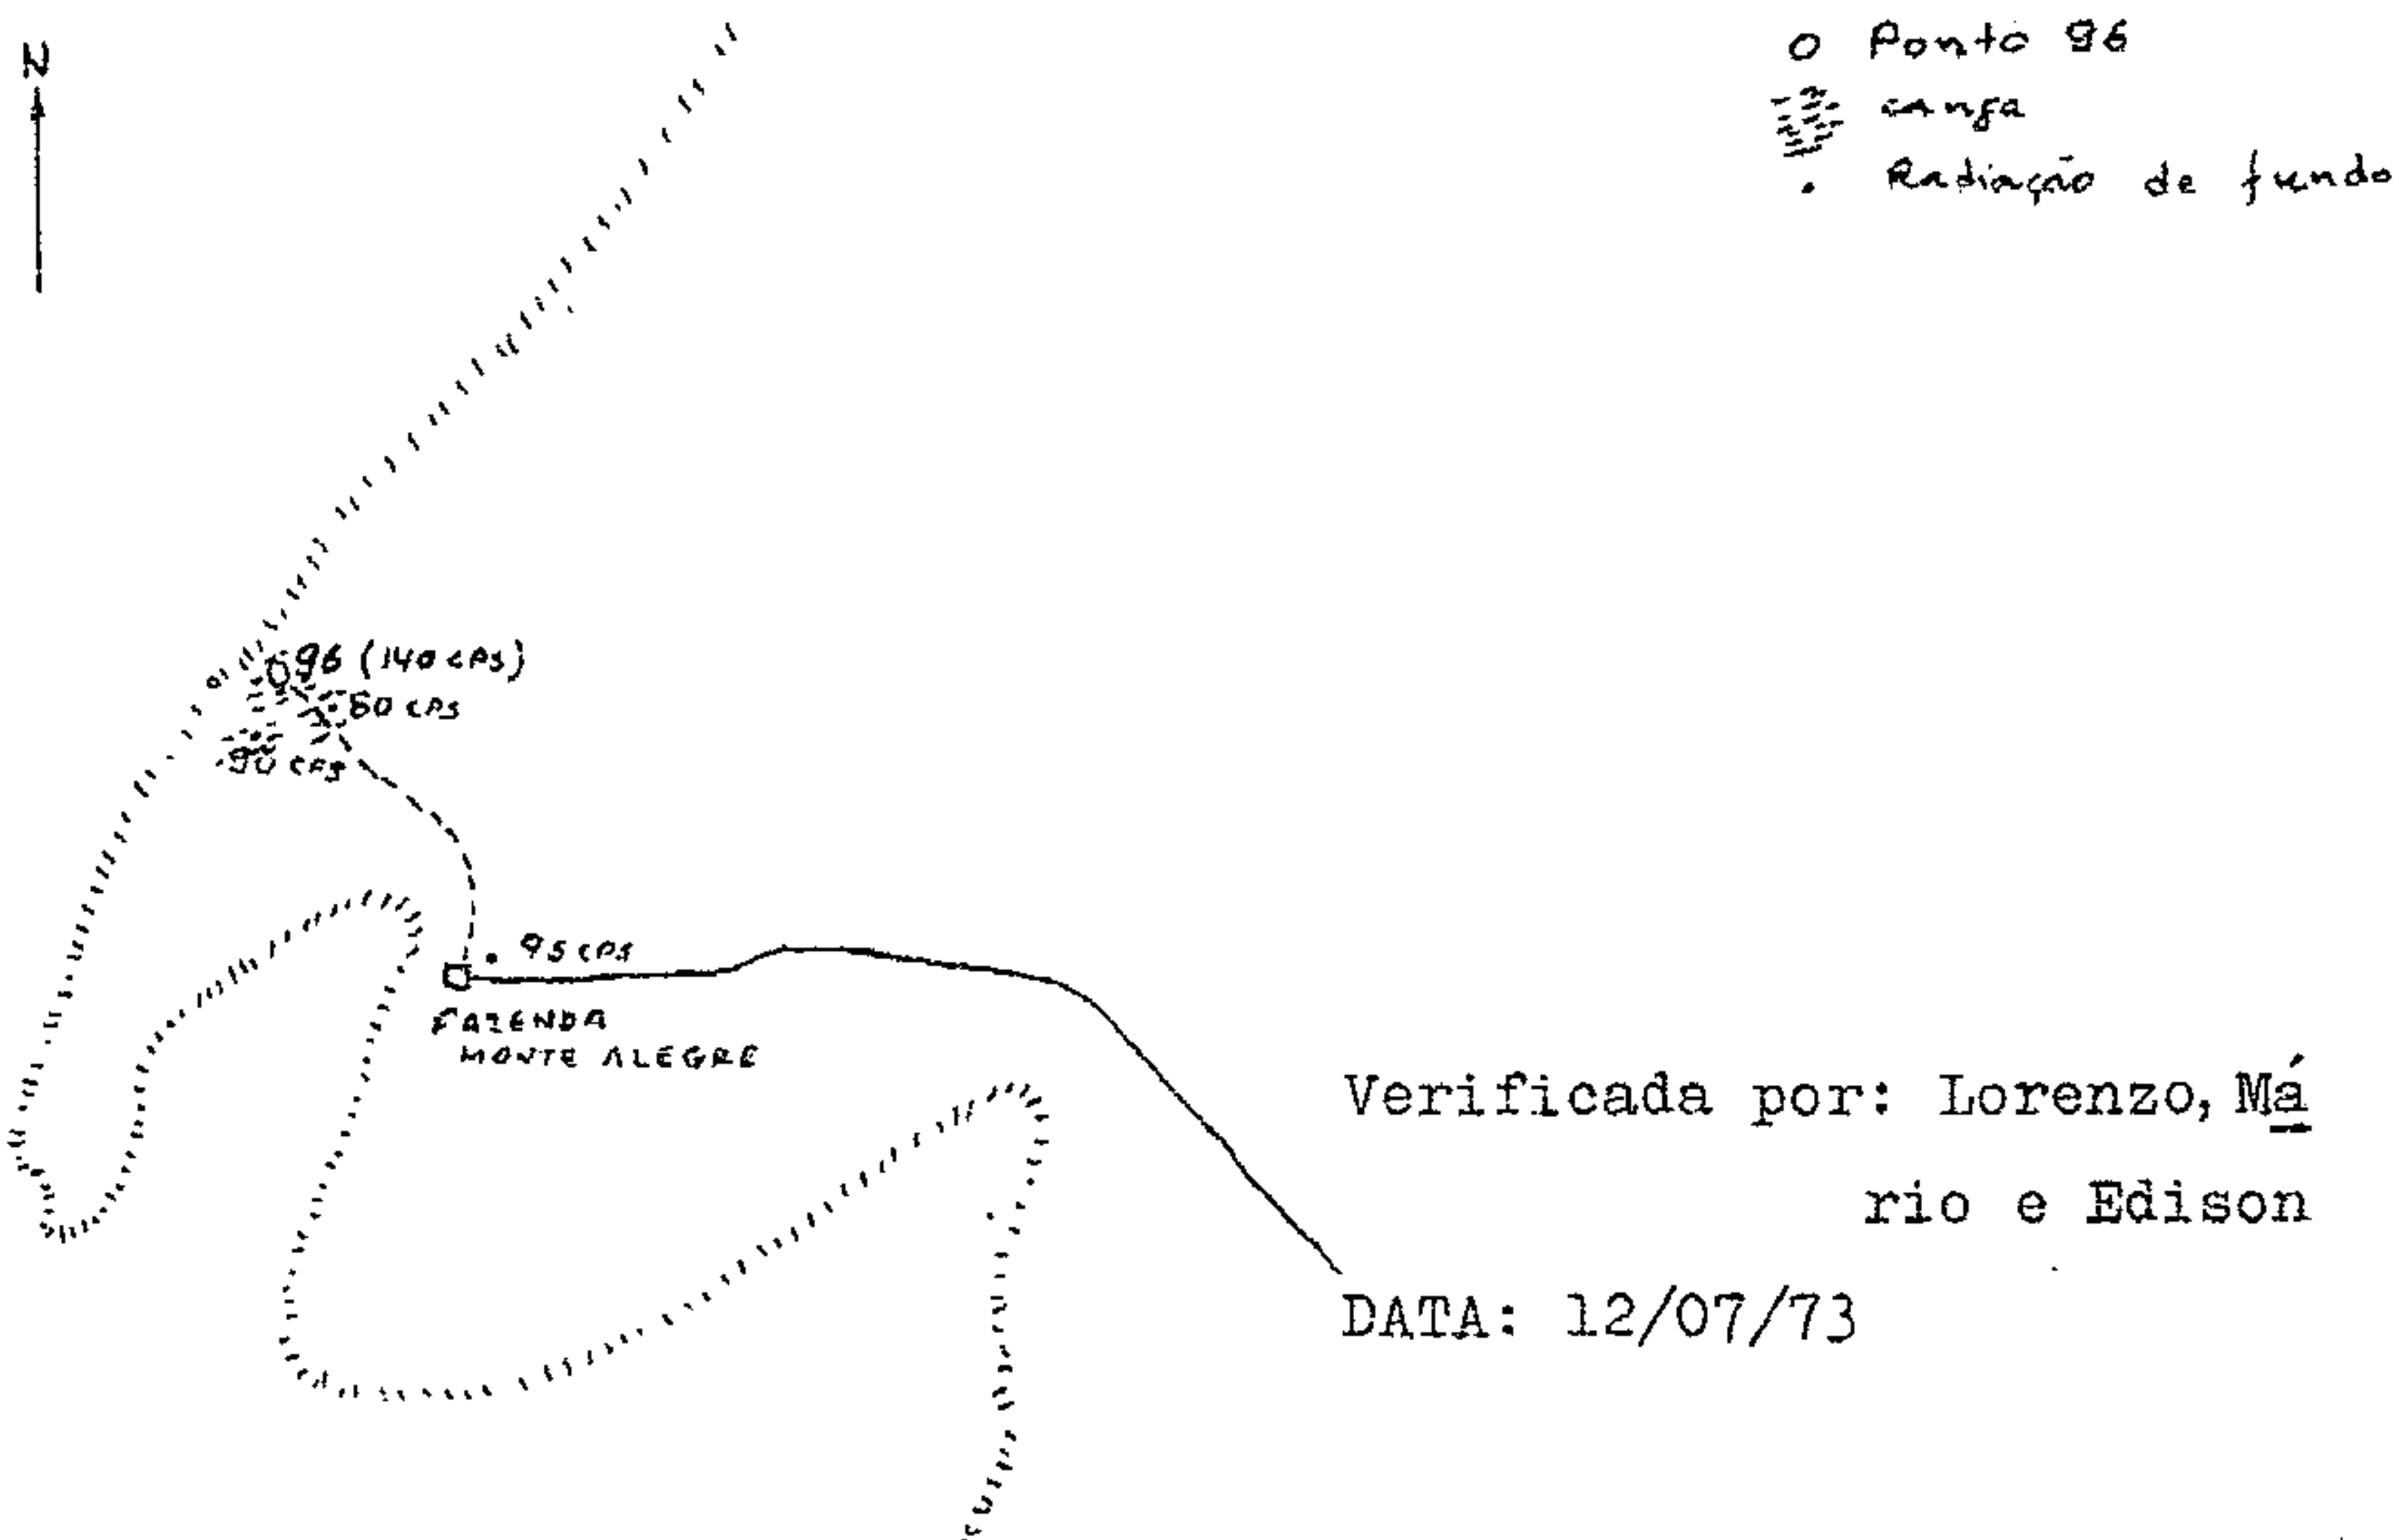 N
O Ponto 96
canga
. Radiação de fundo
96 (140 cps)
80 cps
90 cps
. 95 cps
FAZENDA
MONTE ALEGRE
Verificada por: Lorenzo, Má
rio e Edison
DATA: 12/07/73